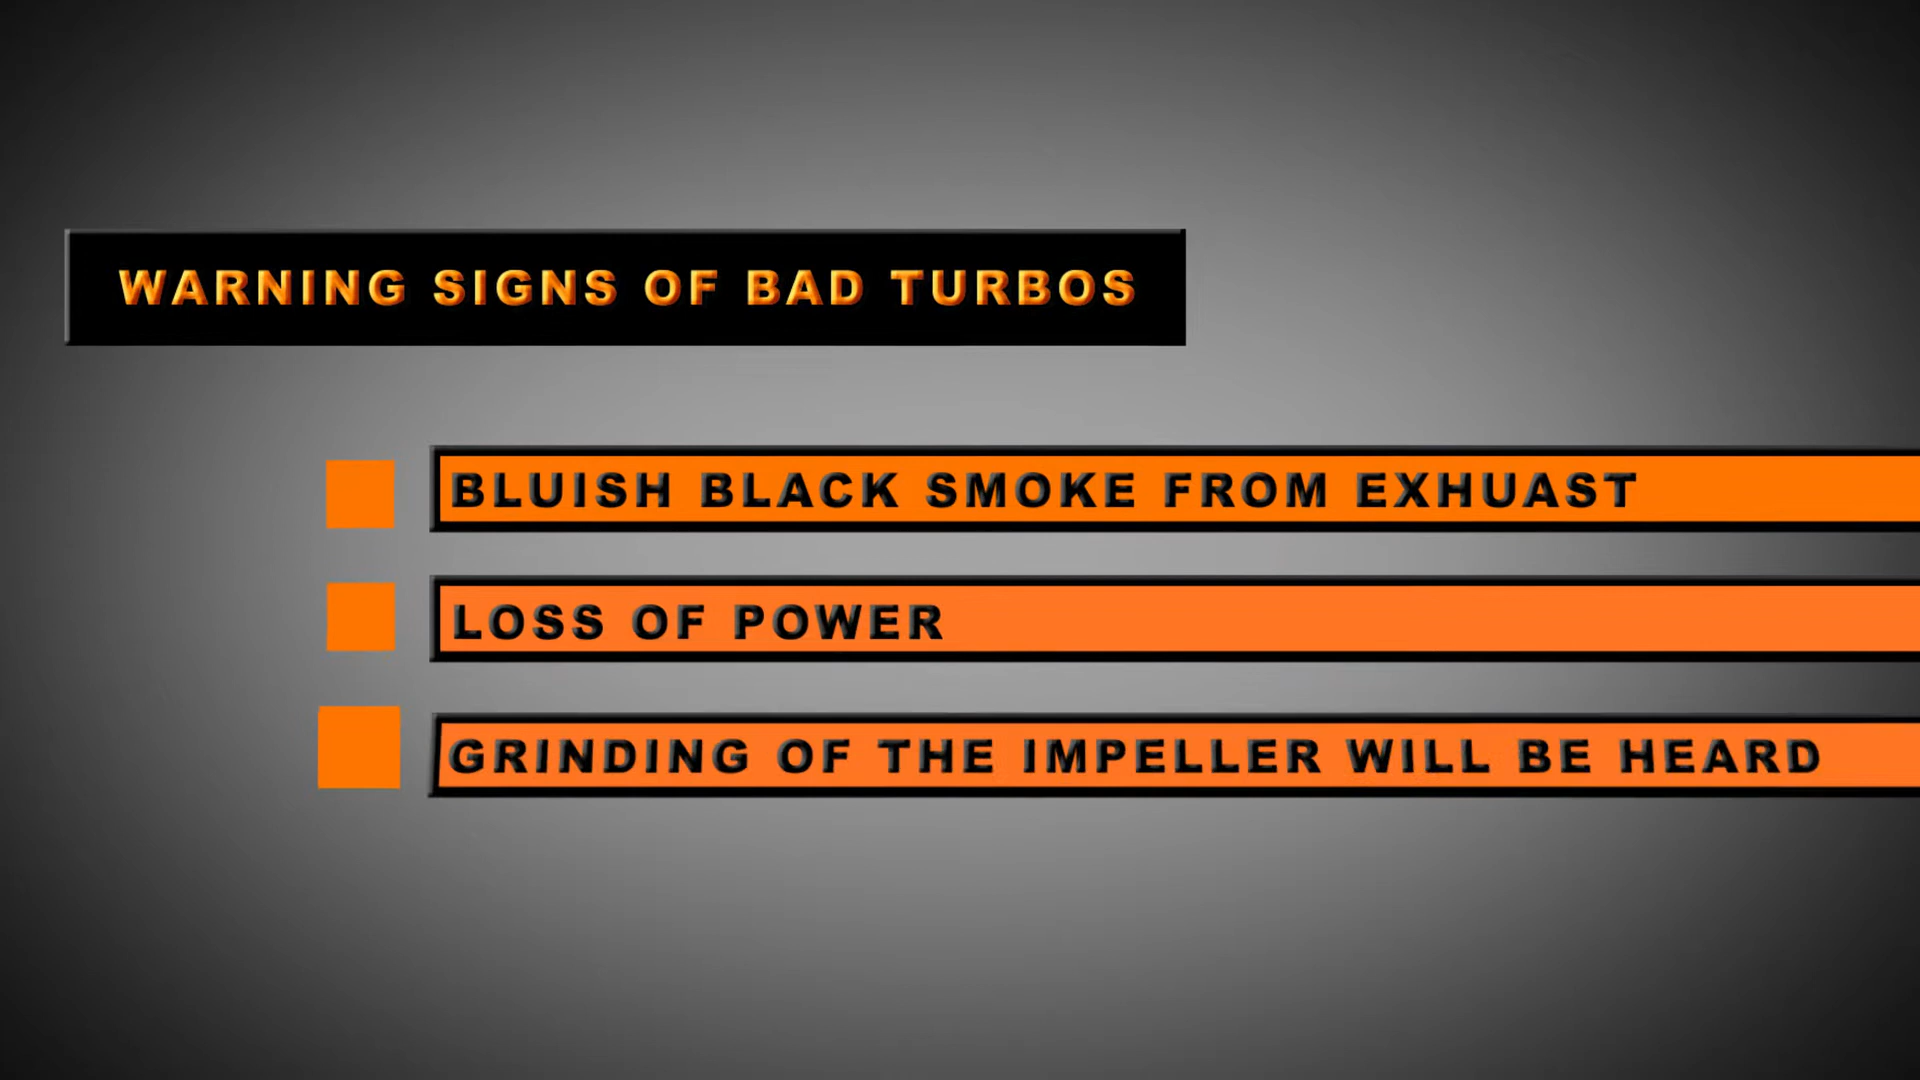 WARNING SIGNS OF BAD TURBOS
BLUISH BLACK SMOKE FROM EXHUAST
LOSS OF POWER
GRINDING OF THE IMPELLER WILL BE HEARD